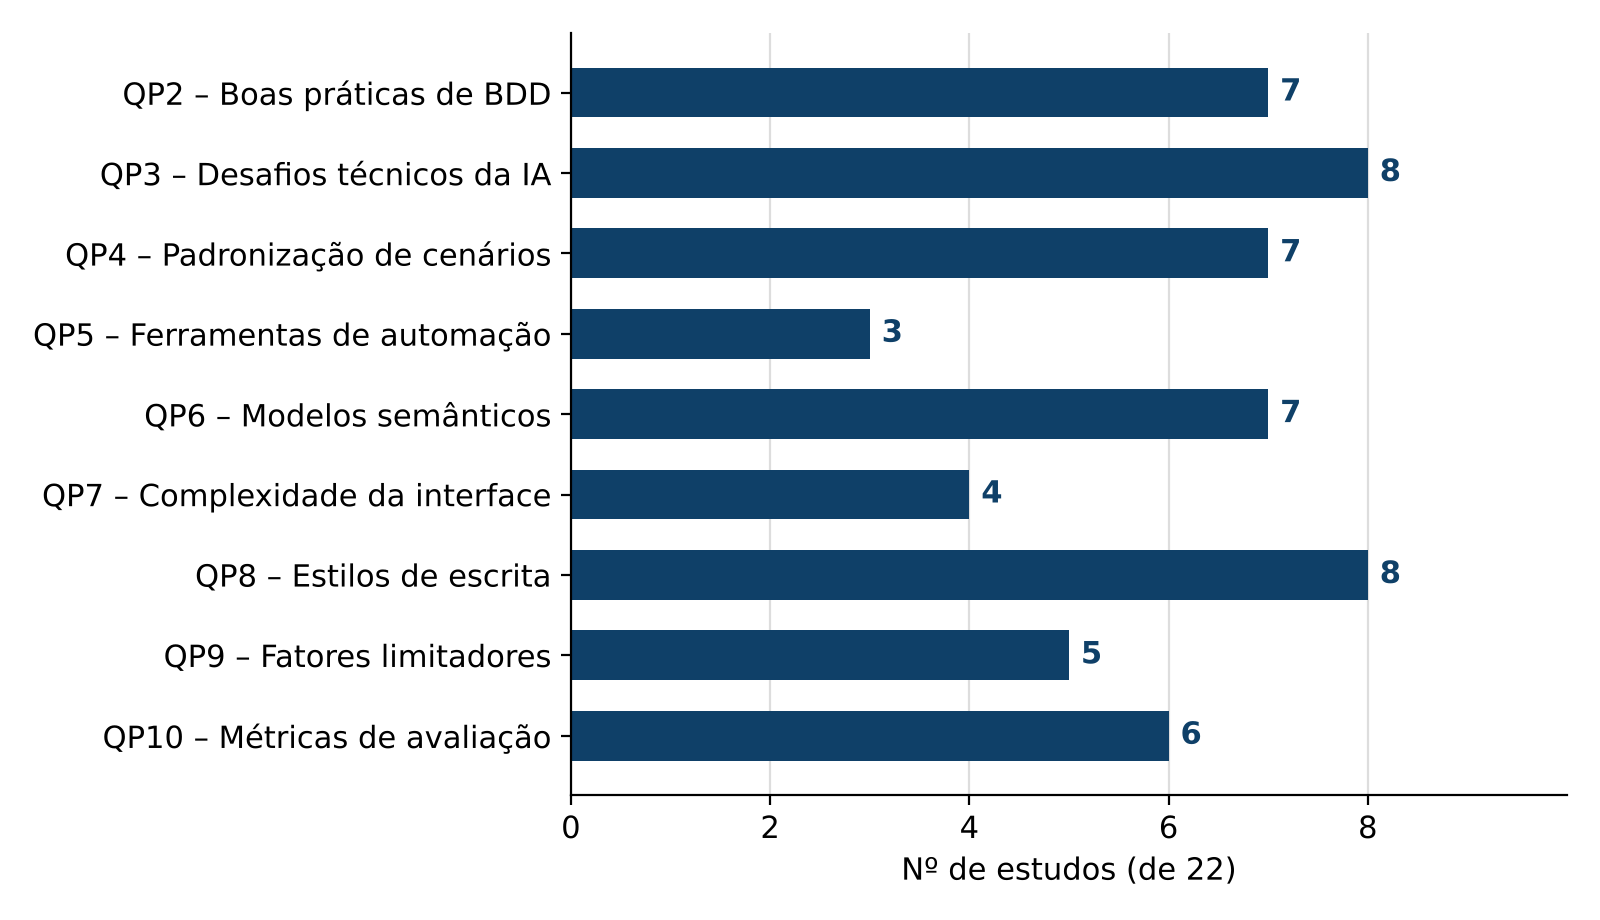 QP2 – Boas práticas de BDD 7
QP3 – Desafios técnicos da IA 8
QP4 – Padronização de cenários 7
QP5 – Ferramentas de automação 3
QP6 – Modelos semânticos 7
QP7 – Complexidade da interface 4
QP8 – Estilos de escrita 8
QP9 – Fatores limitadores 5
QP10 – Métricas de avaliação 6
0 2 4 6 8
Nº de estudos (de 22)